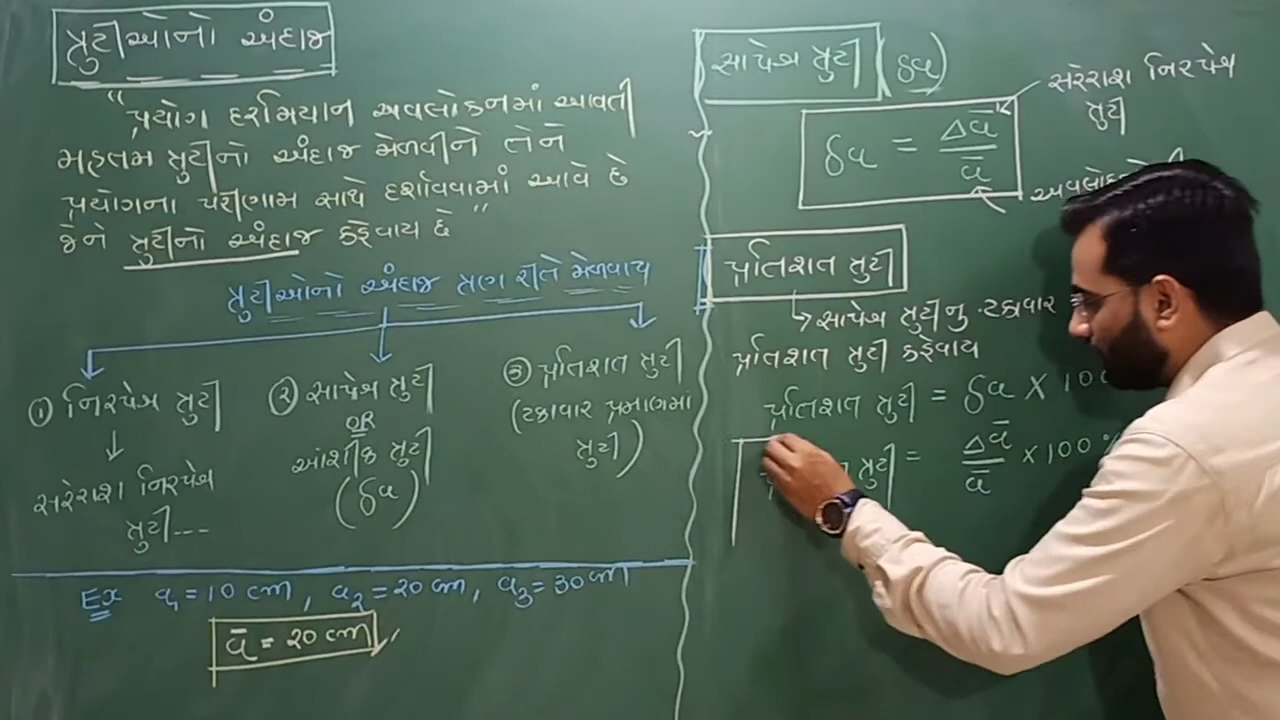 ત્રુટીઓનો અંદાજ
"પ્રયોગ દરમિયાન અવલોકનમાં આવતી
મહત્તમ ત્રુટીનો અંદાજ મેળવીને તેને
પ્રયોગના પરીણામ સાથે દર્શાવવામાં આવે છે
જેને ત્રુટીનો અંદાજ કહેવાય છે"
ત્રુટીઓનો અંદાજ ત્રણ રીતે મેળવાય
① નિરપેક્ષ ત્રુટી
↓
સરેરાશ નિરપેક્ષ
ત્રુટી---
② સાપેક્ષ ત્રુટી
OR
આંશીક ત્રુટી
(δa)
③ પ્રતિશત ત્રુટી
(ટકાવાર પ્રમાણમાં
ત્રુટી)
Ex a₁ = 10 cm, a₂ = 20 cm, a₃ = 30 cm
ā = 20 cm
સાપેક્ષ ત્રુટી (δa)
સરેરાશ નિરપેક્ષ
ત્રુટી
δa = Δā / ā
પ્રતિશત ત્રુટી
↳ સાપેક્ષ ત્રુટીનુ ટકાવાર
પ્રતિશત ત્રુટી કહેવાય
પ્રતિશત ત્રુટી = δa × 100
ત્રુટી = Δā / ā × 100 %